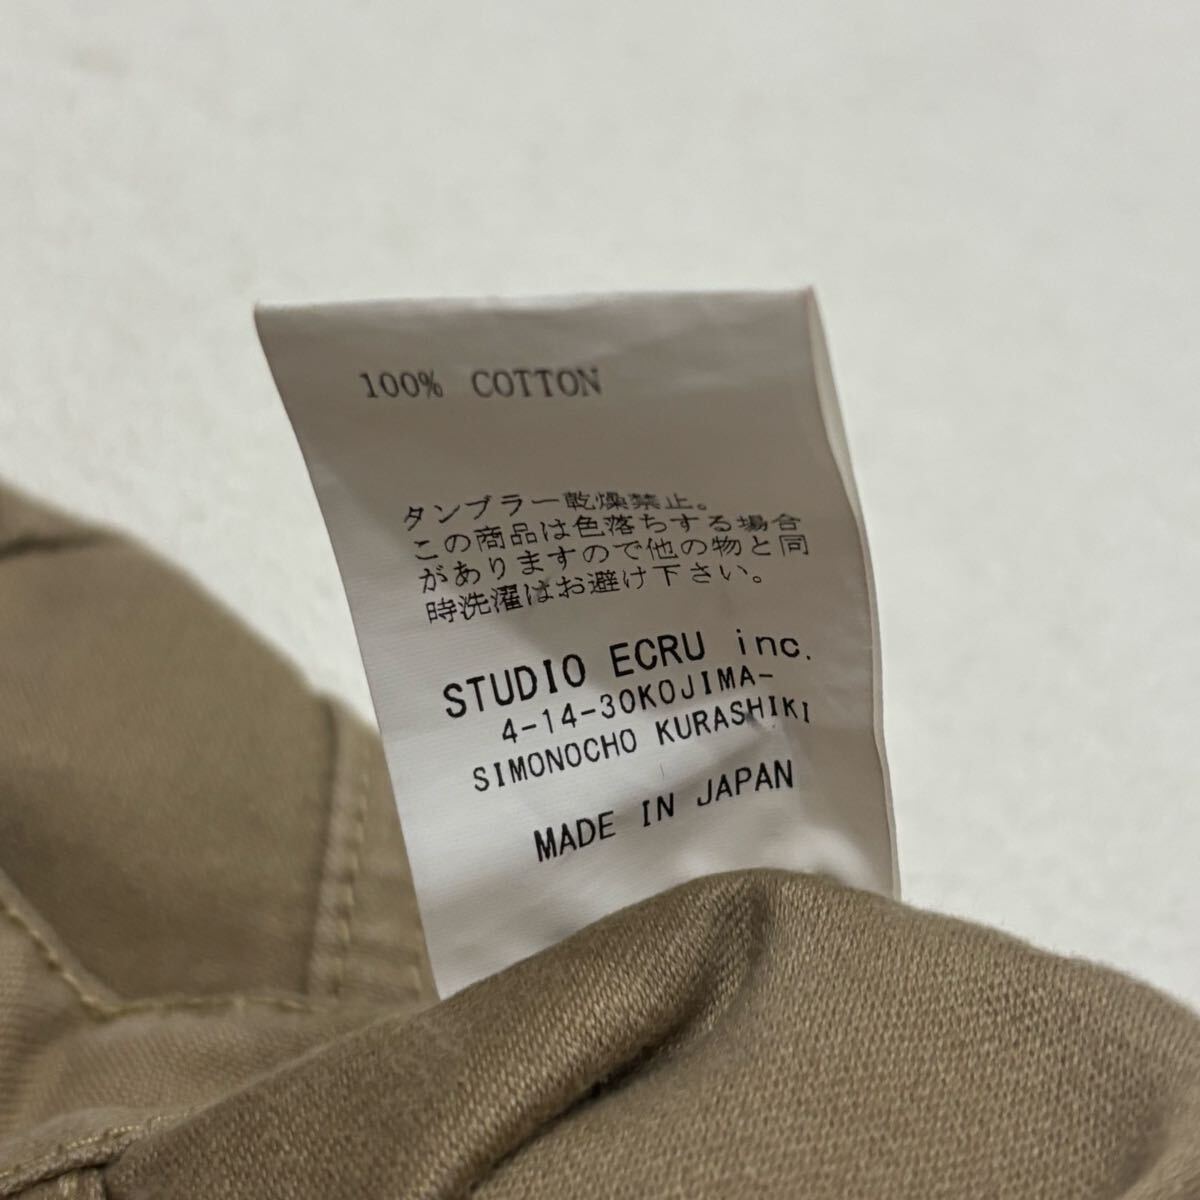 100% COTTON
タンブラー乾燥禁止。
この商品は色落ちする場合
がありますので他の物と同
時洗濯はお避け下さい。
STUDIO ECRU inc.
4-14-30KOJIMA-
SIMONOCHO KURASHIKI
MADE IN JAPAN